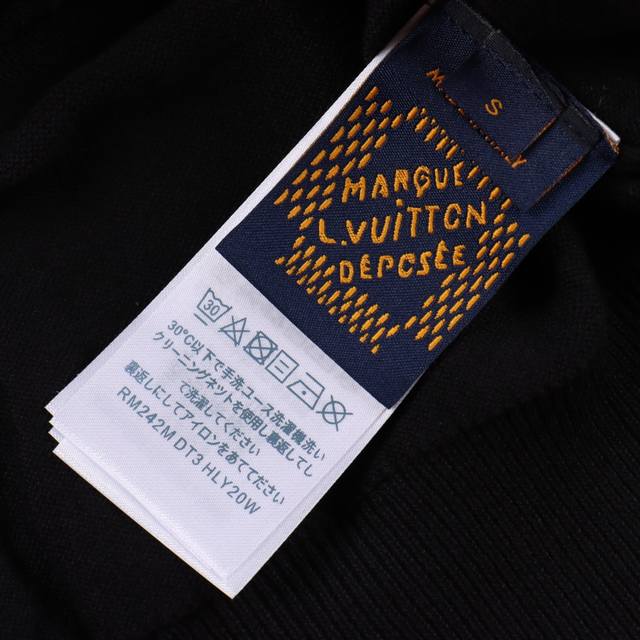 S
MARQUE
L.VUITTON
DÉPOSÉE
30
30℃以下で手洗コース洗濯機洗い
クリーニングネットを使用し裏返して
で洗濯してください
裏返しにしてアイロンをあててください
RM242M DT3 HLY20W